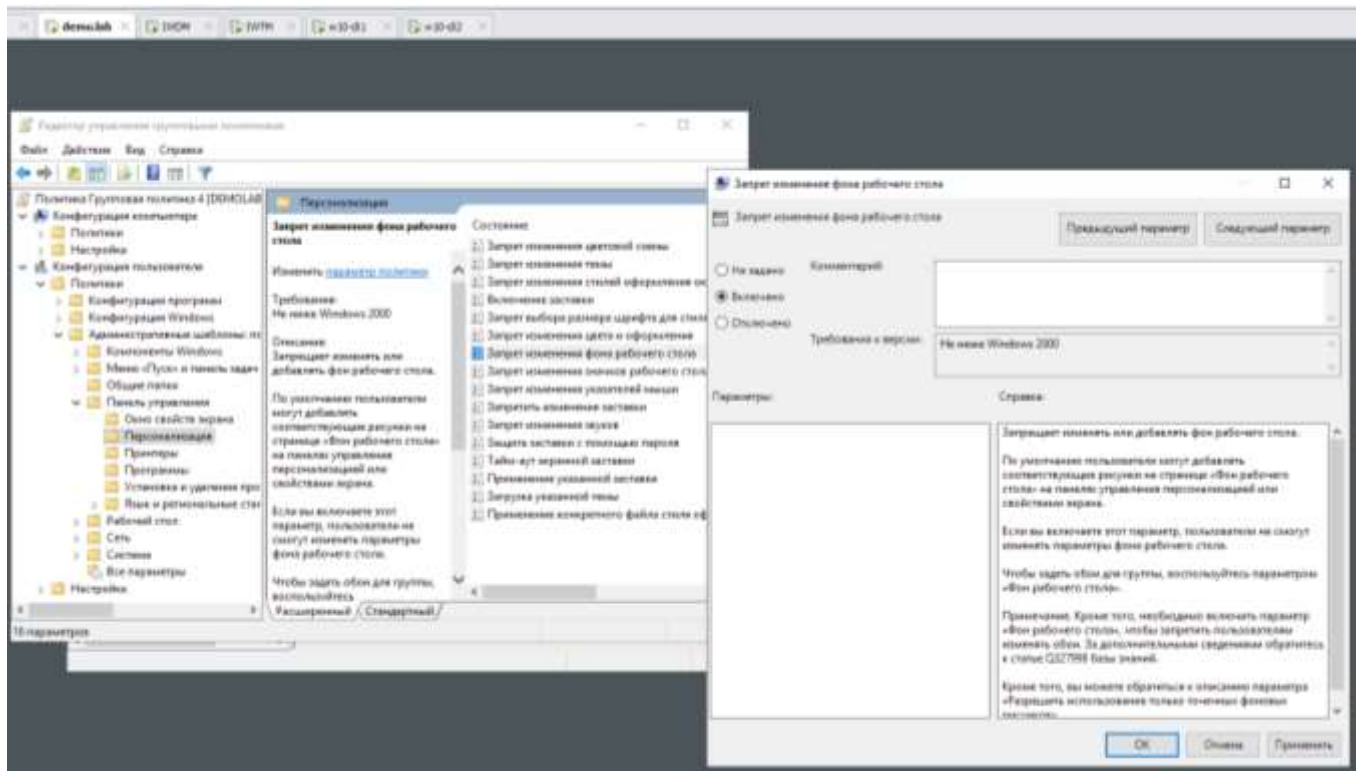 demo.lab
IWDM
IWTM
w10-cli1
w10-cli2
Редактор управления групповыми политиками
Файл Действие Вид Справка
Политика Групповая политика 4 [DEMOLAB
Конфигурация компьютера
Политики
Настройка
Конфигурация пользователя
Политики
Конфигурация программ
Конфигурация Windows
Административные шаблоны: по
Компоненты Windows
Меню «Пуск» и панель задач
Общие папки
Панель управления
Окно свойств экрана
Персонализация
Принтеры
Программы
Установка и удаление про
Язык и региональные стан
Рабочий стол
Сеть
Система
Все параметры
Настройка
Персонализация
Запрет изменения фона рабочего
стола
Изменить параметр политики
Требования:
Не ниже Windows 2000
Описание:
Запрещает изменять или
добавлять фон рабочего стола.
По умолчанию пользователи
могут добавлять
соответствующие рисунки на
странице «Фон рабочего стола»
на панелях управления
персонализацией или
свойствами экрана.
Если вы включаете этот
параметр, пользователи не
смогут изменять параметры
фона рабочего стола.
Чтобы задать обои для группы,
воспользуйтесь
Состояние
Запрет изменения цветовой схемы
Запрет изменения темы
Запрет изменения стилей оформления ок
Включение заставки
Запрет выбора размера шрифта для стиля
Запрет изменения цвета и оформления
Запрет изменения фона рабочего стола
Запрет изменения значков рабочего стола
Запрет изменения указателей мыши
Запретить изменение заставки
Запрет изменения звуков
Защита заставки с помощью пароля
Тайм-аут экранной заставки
Применение указанной заставки
Загрузка указанной темы
Применение конкретного файла стиля оф
Расширенный Стандартный
16 параметров
Запрет изменения фона рабочего стола
Запрет изменения фона рабочего стола
Предыдущий параметр Следующий параметр
Не задано
Включено
Отключено
Комментарий:
Требования к версии:
Не ниже Windows 2000
Параметры:
Справка:
Запрещает изменять или добавлять фон рабочего стола.
По умолчанию пользователи могут добавлять
соответствующие рисунки на странице «Фон рабочего
стола» на панелях управления персонализацией или
свойствами экрана.
Если вы включаете этот параметр, пользователи не смогут
изменять параметры фона рабочего стола.
Чтобы задать обои для группы, воспользуйтесь параметром
«Фон рабочего стола».
Примечание. Кроме того, необходимо включить параметр
«Фон рабочего стола», чтобы запретить пользователям
изменять обои. За дополнительными сведениями обратитесь
к статье Q327998 базы знаний.
Кроме того, вы можете обратиться к описанию параметра
«Разрешить использование только точечных фоновых
ОК Отмена Применить